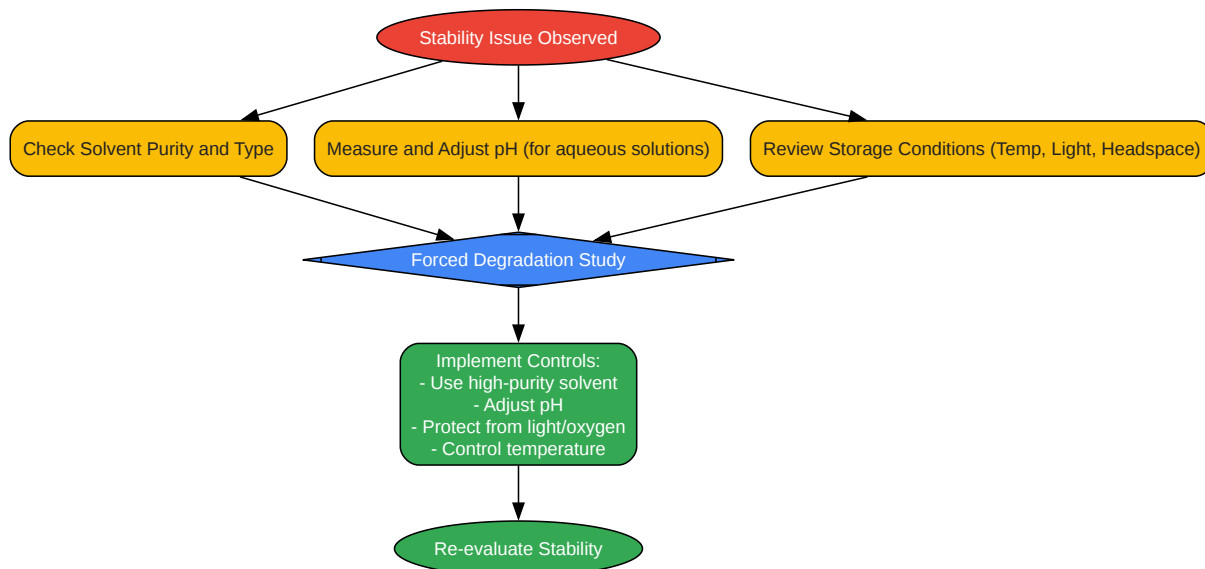 Stability Issue Observed
Check Solvent Purity and Type
Measure and Adjust pH (for aqueous solutions)
Review Storage Conditions (Temp, Light, Headspace)
Forced Degradation Study
Implement Controls:
- Use high-purity solvent
- Adjust pH
- Protect from light/oxygen
- Control temperature
Re-evaluate Stability